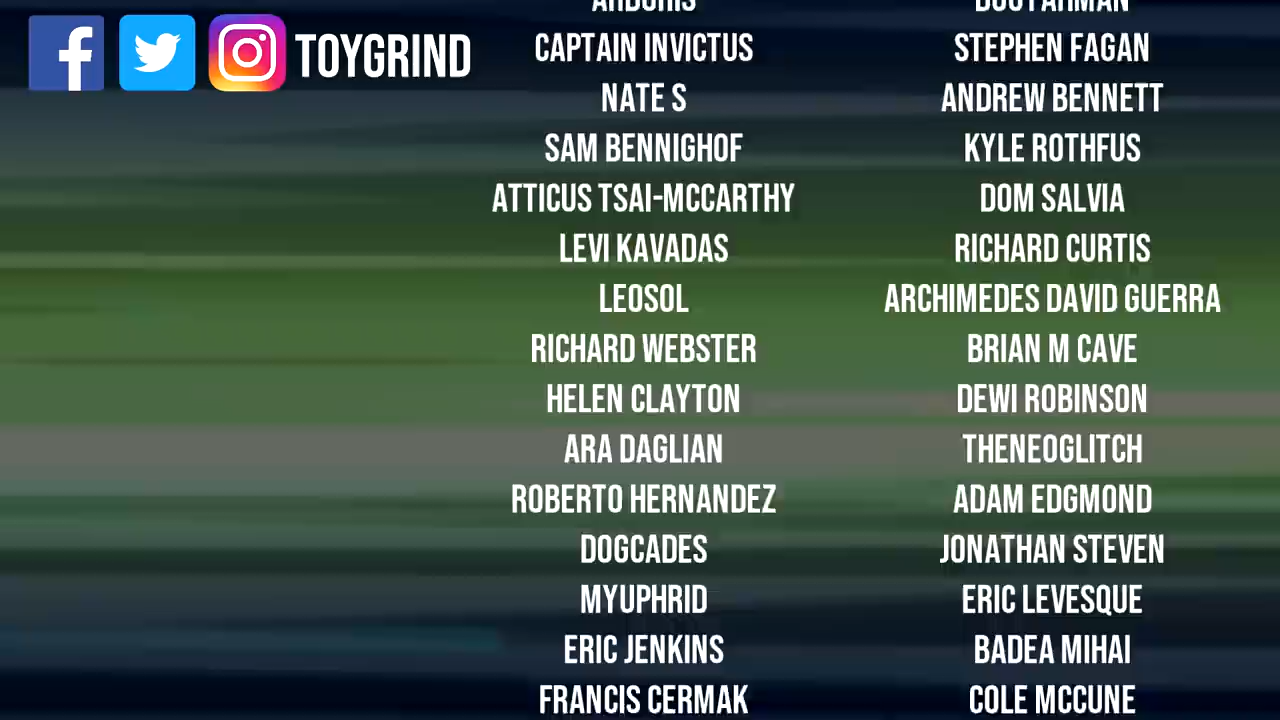 TOYGRIND
CAPTAIN INVICTUS
NATE S
SAM BENNIGHOF
ATTICUS TSAI-MCCARTHY
LEVI KAVADAS
LEOSOL
RICHARD WEBSTER
HELEN CLAYTON
ARA DAGLIAN
ROBERTO HERNANDEZ
DOGCADES
MYUPHRID
ERIC JENKINS
FRANCIS CERMAK
STEPHEN FAGAN
ANDREW BENNETT
KYLE ROTHFUS
DOM SALVIA
RICHARD CURTIS
ARCHIMEDES DAVID GUERRA
BRIAN M CAVE
DEWI ROBINSON
THENEOGLITCH
ADAM EDGMOND
JONATHAN STEVEN
ERIC LEVESQUE
BADEA MIHAI
COLE MCCUNE